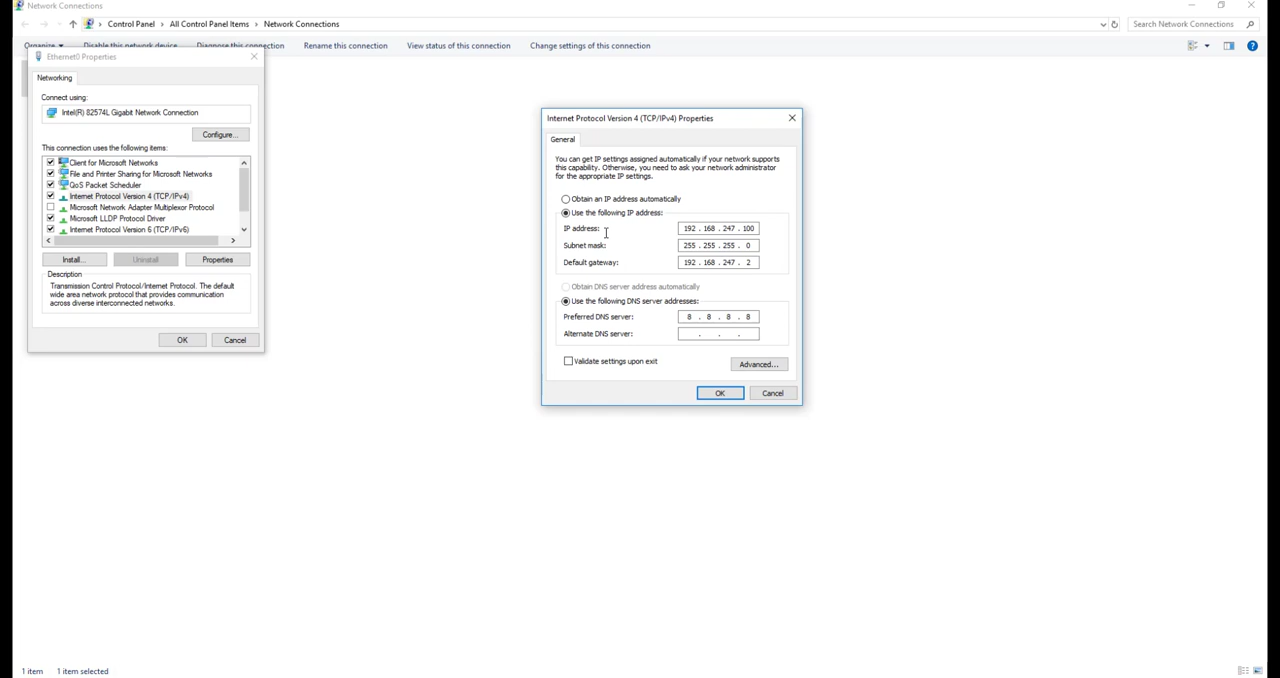 Network Connections
Control Panel › All Control Panel Items › Network Connections
Search Network Connections
Organize Disable this network device Diagnose this connection Rename this connection View status of this connection Change settings of this connection
Ethernet0 Properties
Networking
Connect using:
Intel(R) 82574L Gigabit Network Connection
Configure...
This connection uses the following items:
Client for Microsoft Networks
File and Printer Sharing for Microsoft Networks
QoS Packet Scheduler
Internet Protocol Version 4 (TCP/IPv4)
Microsoft Network Adapter Multiplexor Protocol
Microsoft LLDP Protocol Driver
Internet Protocol Version 6 (TCP/IPv6)
Install... Uninstall Properties
Description
Transmission Control Protocol/Internet Protocol. The default
wide area network protocol that provides communication
across diverse interconnected networks.
OK Cancel
Internet Protocol Version 4 (TCP/IPv4) Properties
General
You can get IP settings assigned automatically if your network supports
this capability. Otherwise, you need to ask your network administrator
for the appropriate IP settings.
Obtain an IP address automatically
Use the following IP address:
IP address: 192 . 168 . 247 . 100
Subnet mask: 255 . 255 . 255 . 0
Default gateway: 192 . 168 . 247 . 2
Obtain DNS server address automatically
Use the following DNS server addresses:
Preferred DNS server: 8 . 8 . 8 . 8
Alternate DNS server: . . .
Validate settings upon exit
Advanced...
OK Cancel
1 item 1 item selected